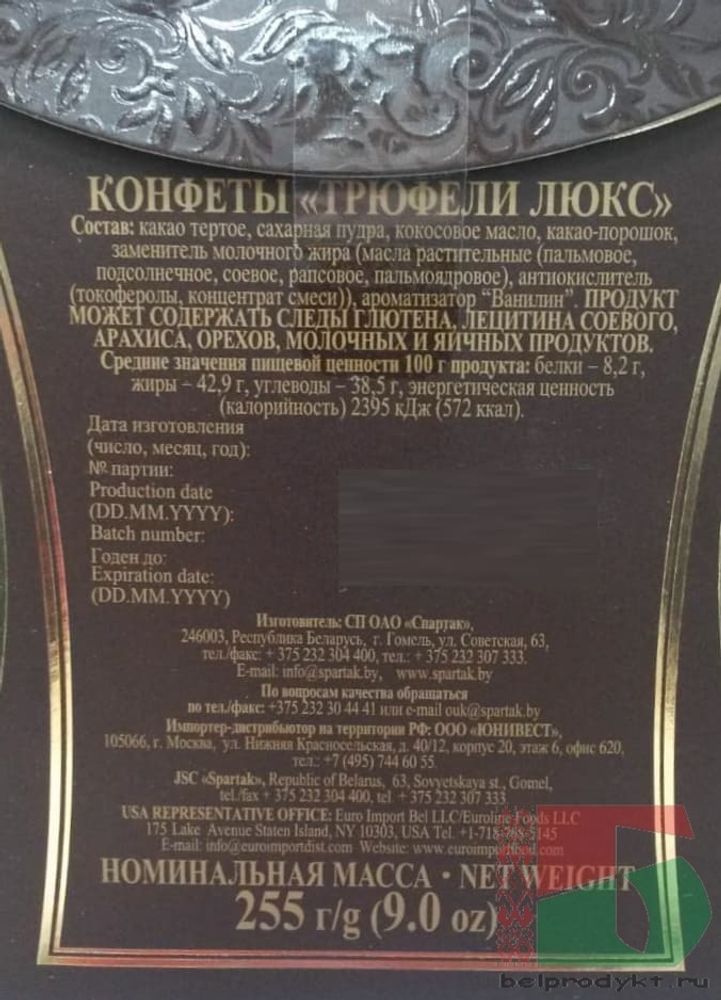 КОНФЕТЫ «ТРЮФЕЛИ ЛЮКС»
Состав: какао тертое, сахарная пудра, кокосовое масло, какао-порошок,
заменитель молочного жира (масла растительные (пальмовое,
подсолнечное, соевое, рапсовое, пальмоядровое), антиокислитель
(токоферолы, концентрат смеси)), ароматизатор “Ванилин”. ПРОДУКТ
МОЖЕТ СОДЕРЖАТЬ СЛЕДЫ ГЛЮТЕНА, ЛЕЦИТИНА СОЕВОГО,
АРАХИСА, ОРЕХОВ, МОЛОЧНЫХ И ЯИЧНЫХ ПРОДУКТОВ.
Средние значения пищевой ценности 100 г продукта: белки – 8,2 г,
жиры – 42,9 г, углеводы – 38,5 г, энергетическая ценность
(калорийность) 2395 кДж (572 ккал).
Дата изготовления
(число, месяц, год):
№ партии:
Production date
(DD.MM.YYYY):
Batch number:
Годен до:
Expiration date:
(DD.MM.YYYY)
Изготовитель: СП ОАО «Спартак»,
246003, Республика Беларусь, г. Гомель, ул. Советская, 63,
тел./факс: + 375 232 304 400, тел.: + 375 232 307 333.
E-mail: info@spartak.by, www.spartak.by
По вопросам качества обращаться
по тел./факс: +375 232 30 44 41 или e-mail ouk@spartak.by
Импортер-дистрибьютор на территории РФ: ООО «ЮНИВЕСТ»,
105066, г. Москва, ул. Нижняя Красносельская, д. 40/12, корпус 20, этаж 6, офис 620,
тел.: +7 (495) 744 60 55.
JSC «Spartak», Republic of Belarus, 63, Sovyetskaya st., Gomel,
tel./fax + 375 232 304 400, tel. + 375 232 307 333
USA REPRESENTATIVE OFFICE: Euro Import Bel LLC/Euroline Foods LLC
175 Lake Avenue Staten Island, NY 10303, USA Tel. +1-718-768-5145
E-mail: info@euroimportdist.com Website: www.euroimportfood.com
НОМИНАЛЬНАЯ МАССА • NET WEIGHT
255 г/g (9.0 oz)
belprodykt.ru